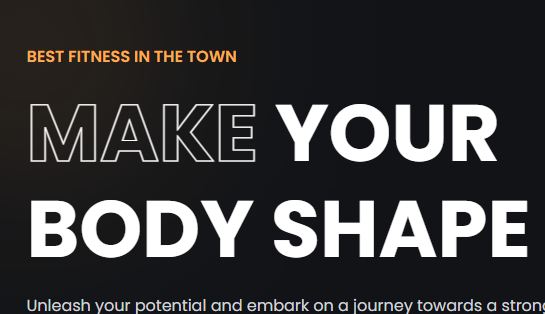 BEST FITNESS IN THE TOWN
MAKE YOUR
BODY SHAPE
Unleash your potential and embark on a journey towards a strong